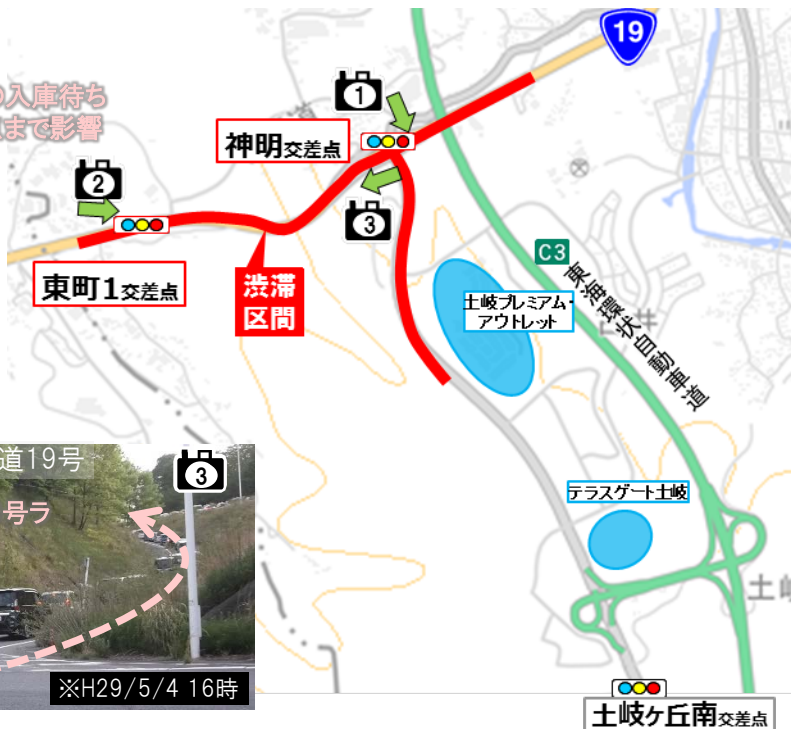 19
の入庫待ち
まで影響
1
神明交差点
2
3
東町1交差点
渋滞
区間
C3
東海環状自動車道
土岐プレミアム・
アウトレット
道19号
3
号ラ
テラスゲート土岐
※H29/5/4 16時
土岐ヶ丘南交差点